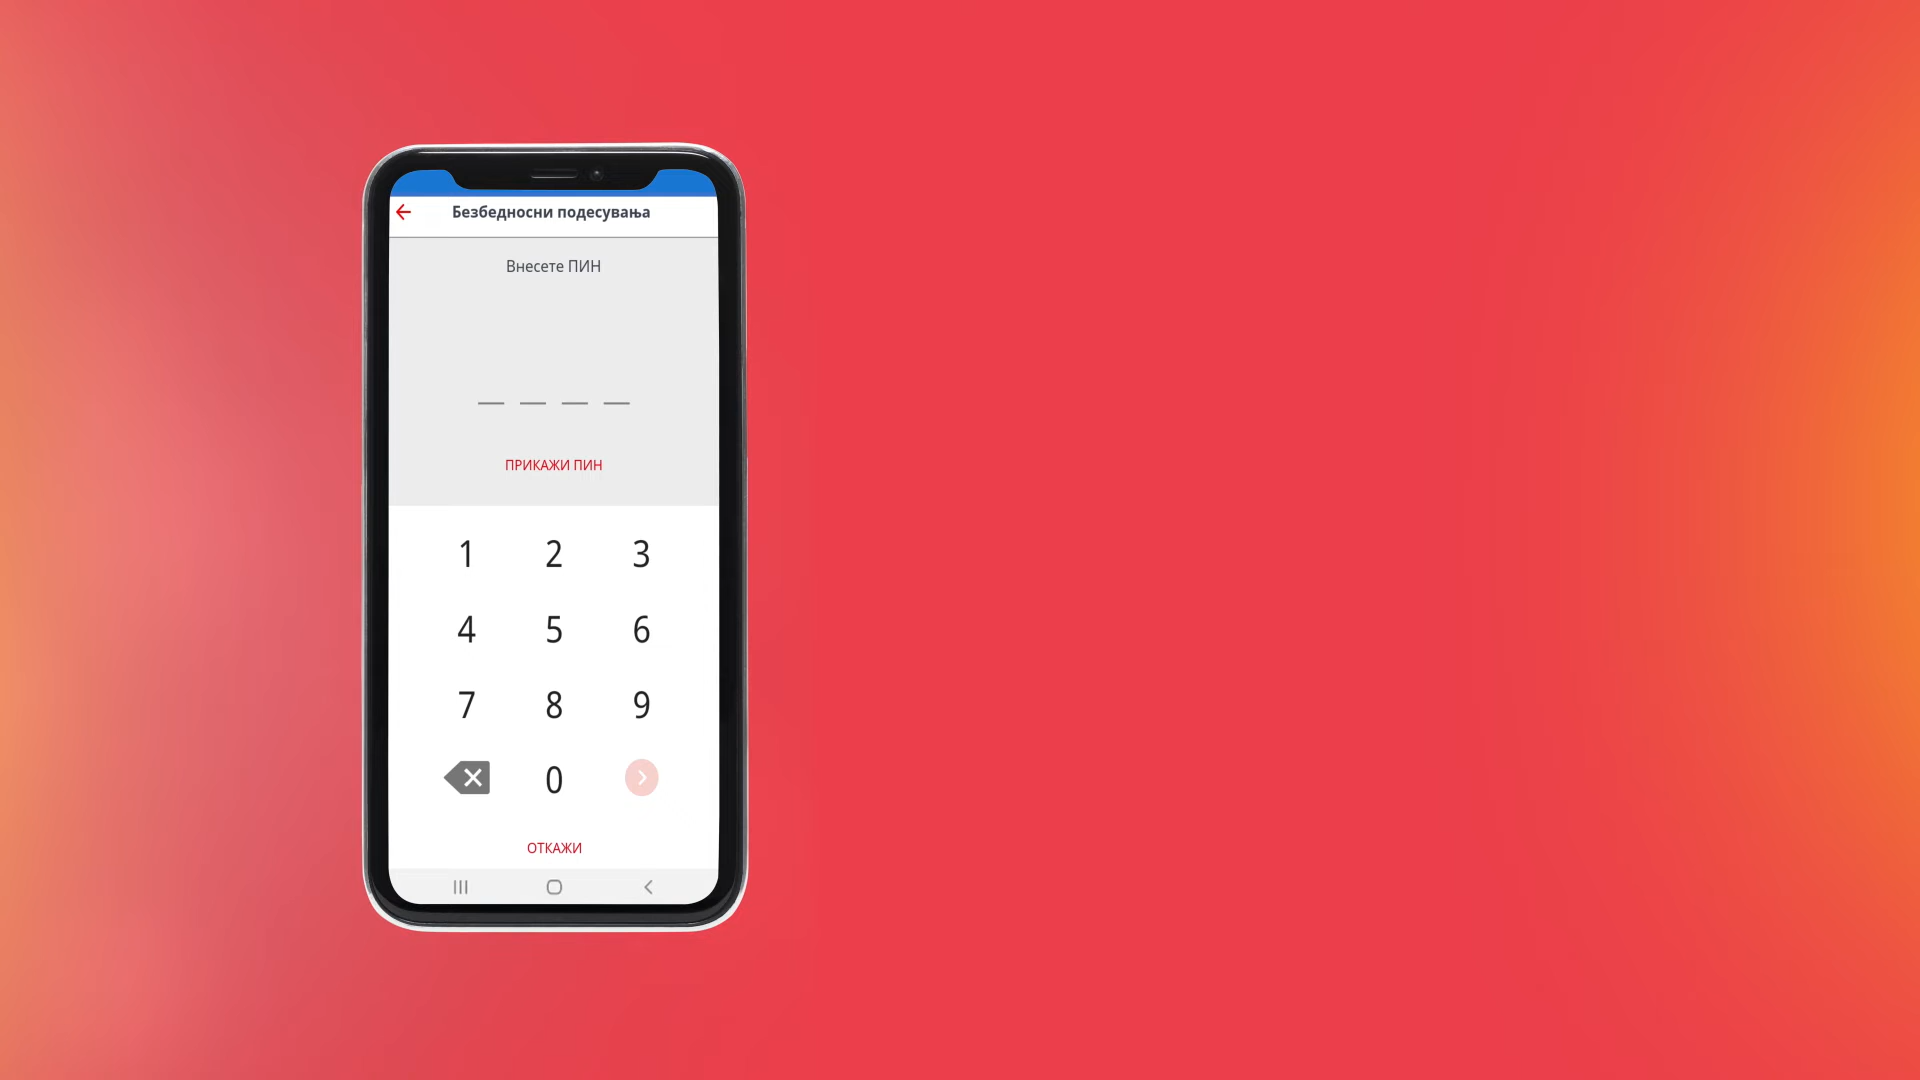 Безбедносни подесувања
Внесете ПИН
ПРИКАЖИ ПИН
1 2 3
4 5 6
7 8 9
0
ОТКАЖИ